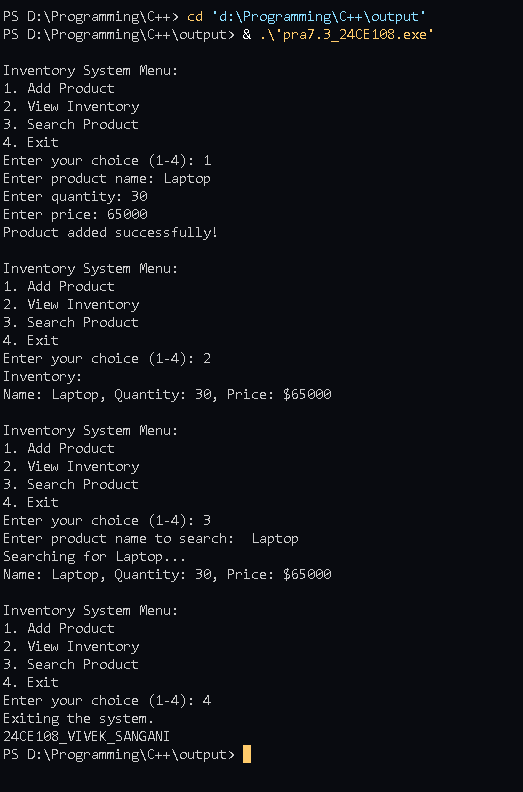 PS D:\Programming\C++> cd 'd:\Programming\C++\output'
PS D:\Programming\C++\output> & .\'pra7.3_24CE108.exe'
Inventory System Menu:
1. Add Product
2. View Inventory
3. Search Product
4. Exit
Enter your choice (1-4): 1
Enter product name: Laptop
Enter quantity: 30
Enter price: 65000
Product added successfully!
Inventory System Menu:
1. Add Product
2. View Inventory
3. Search Product
4. Exit
Enter your choice (1-4): 2
Inventory:
Name: Laptop, Quantity: 30, Price: $65000
Inventory System Menu:
1. Add Product
2. View Inventory
3. Search Product
4. Exit
Enter your choice (1-4): 3
Enter product name to search:  Laptop
Searching for Laptop...
Name: Laptop, Quantity: 30, Price: $65000
Inventory System Menu:
1. Add Product
2. View Inventory
3. Search Product
4. Exit
Enter your choice (1-4): 4
Exiting the system.
24CE108_VIVEK_SANGANI
PS D:\Programming\C++\output>